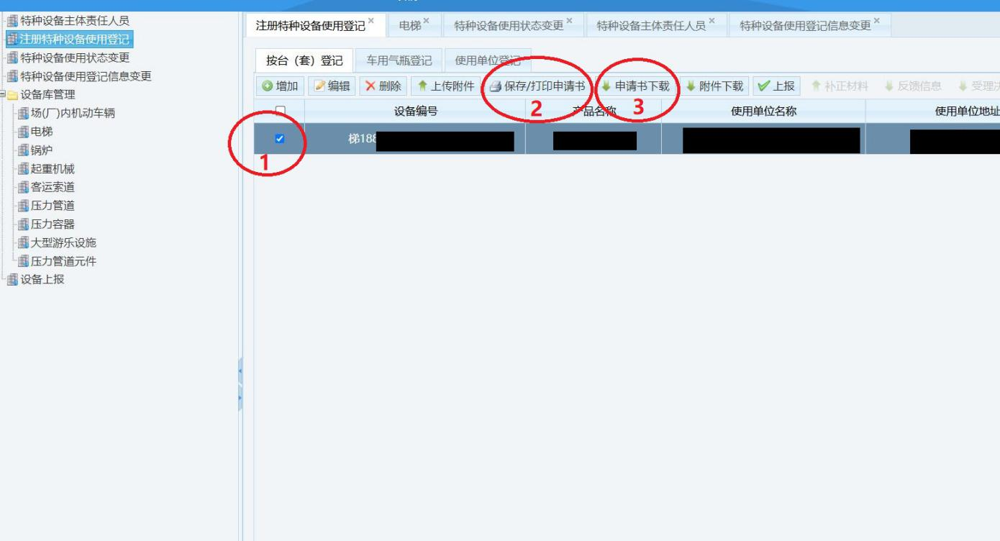 特种设备主体责任人员
注册特种设备使用登记
特种设备使用状态变更
特种设备使用登记信息变更
设备库管理
场(厂)内机动车辆
电梯
锅炉
起重机械
客运索道
压力管道
压力容器
大型游乐设施
压力管道元件
设备上报
注册特种设备使用登记 电梯 特种设备使用状态变更 特种设备主体责任人员 特种设备使用登记信息变更
按台（套）登记 车用气瓶登记 使用单位登记
增加 编辑 删除 上传附件 保存/打印申请书 申请书下载 附件下载 上报 补正材料 反馈信息 受理
设备编号 产品名称 使用单位名称 使用单位地址
梯188
1
2
3